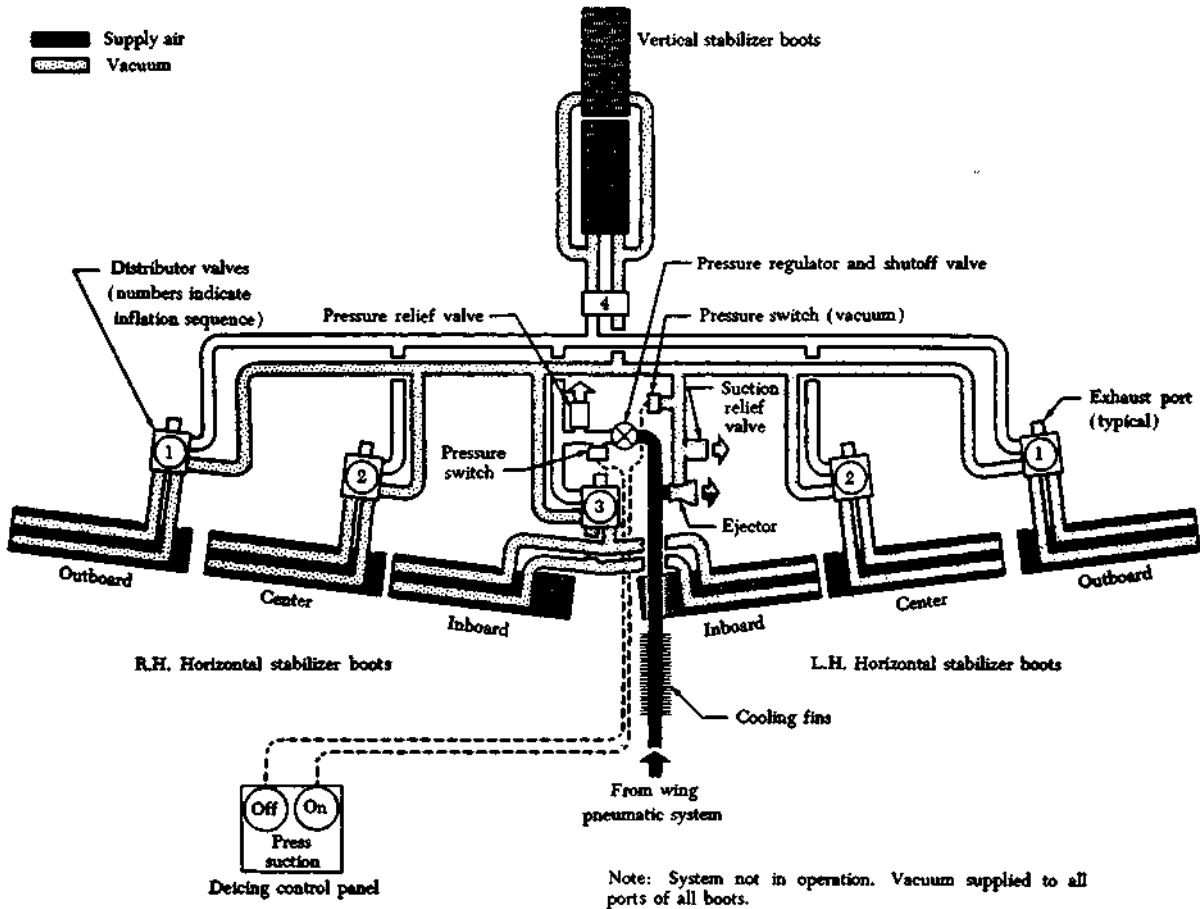 Supply air
Vacuum
Vertical stabilizer boots
Distributor valves
(numbers indicate
inflation sequence)
Pressure relief valve
4
Pressure regulator and shutoff valve
Pressure switch (vacuum)
Suction
relief
valve
Exhaust port
(typical)
1
2
Pressure
switch
3
Ejector
2
1
Outboard
Center
Inboard
Inboard
Center
Outboard
R.H. Horizontal stabilizer boots
L.H. Horizontal stabilizer boots
Cooling fins
From wing
pneumatic system
Off
On
Press
suction
Deicing control panel
Note: System not in operation. Vacuum supplied to all
ports of all boots.